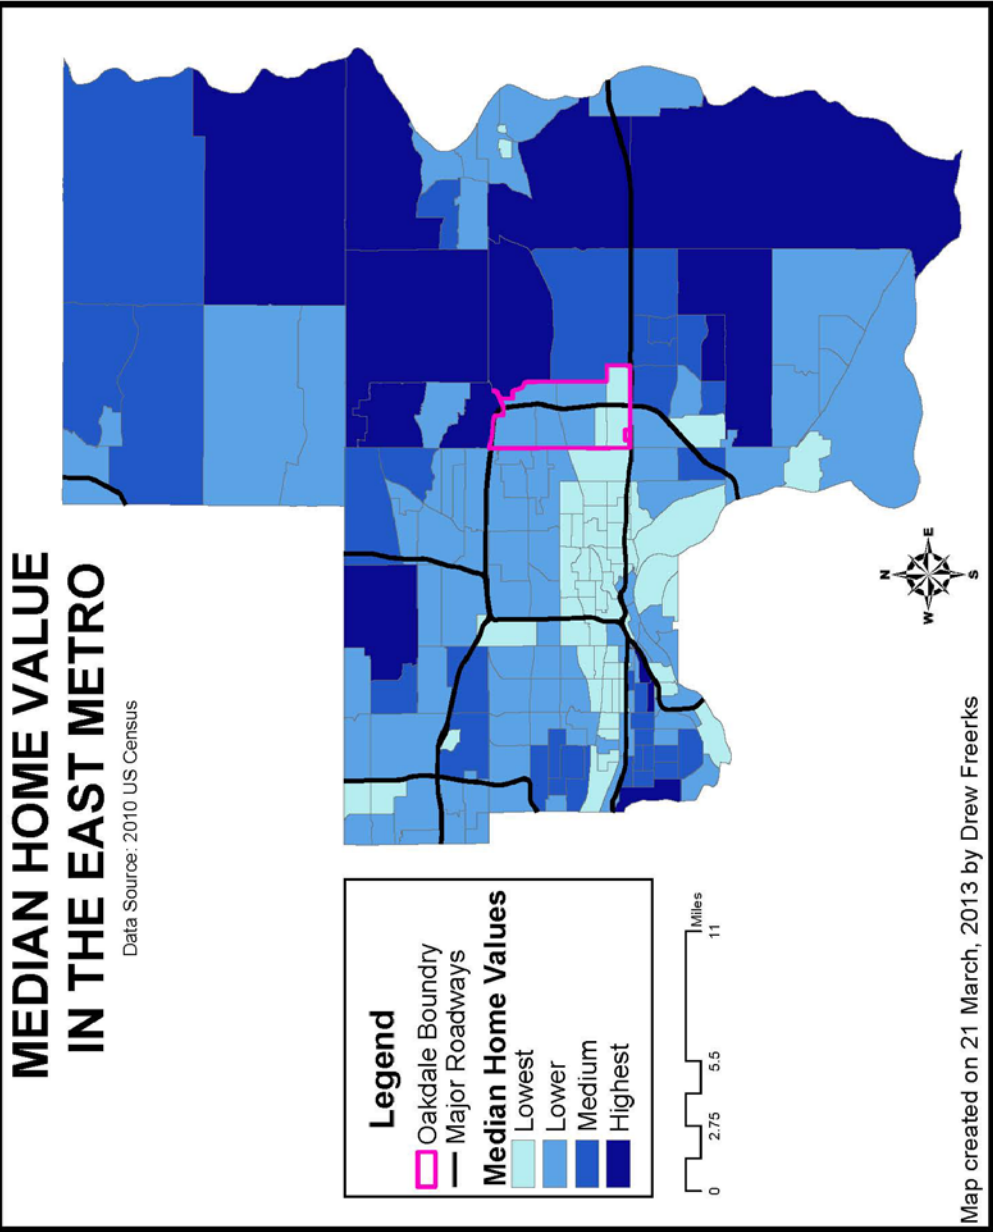 MEDIAN HOME VALUE
IN THE EAST METRO
Data Source: 2010 US Census
Legend
Oakdale Boundry
Major Roadways
Median Home Values
Lowest
Lower
Medium
Highest
0 2.75 5.5 11
Miles
N
W E
S
Map created on 21 March, 2013 by Drew Freerks